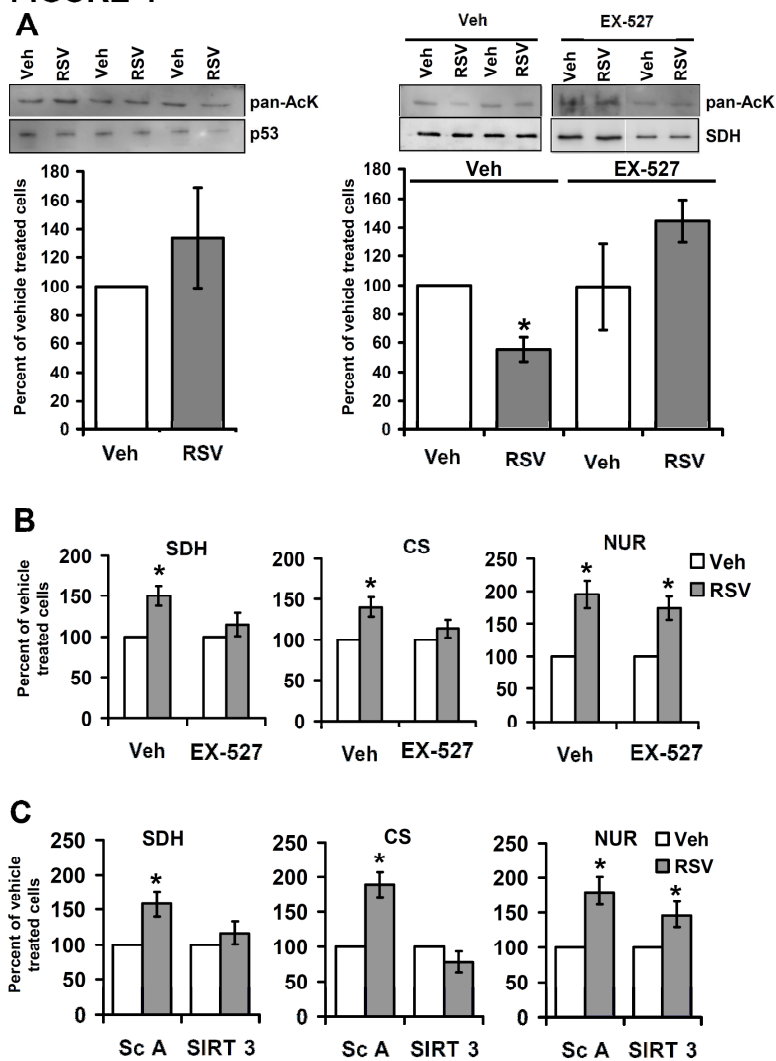 A
Veh RSV Veh RSV Veh RSV
pan-AcK
p53
Percent of vehicle treated cells
180
160
140
120
100
80
60
40
20
0
Veh RSV
Veh EX-527
Veh RSV Veh RSV Veh RSV Veh RSV
pan-AcK
SDH
Veh EX-527
Percent of vehicle treated cells
180
160
140
120
100
80
60
40
20
0
*
Veh RSV Veh RSV
B
Percent of vehicle
treated cells
SDH
200
150
100
50
0
*
Veh EX-527
CS
200
150
100
50
0
*
Veh EX-527
NUR
250
200
150
100
50
0
* *
Veh EX-527
Veh
RSV
C
Percent of vehicle
treated cells
SDH
250
200
150
100
50
0
*
Sc A SIRT 3
CS
250
200
150
100
50
0
*
Sc A SIRT 3
NUR
250
200
150
100
50
0
* *
Sc A SIRT 3
Veh
RSV